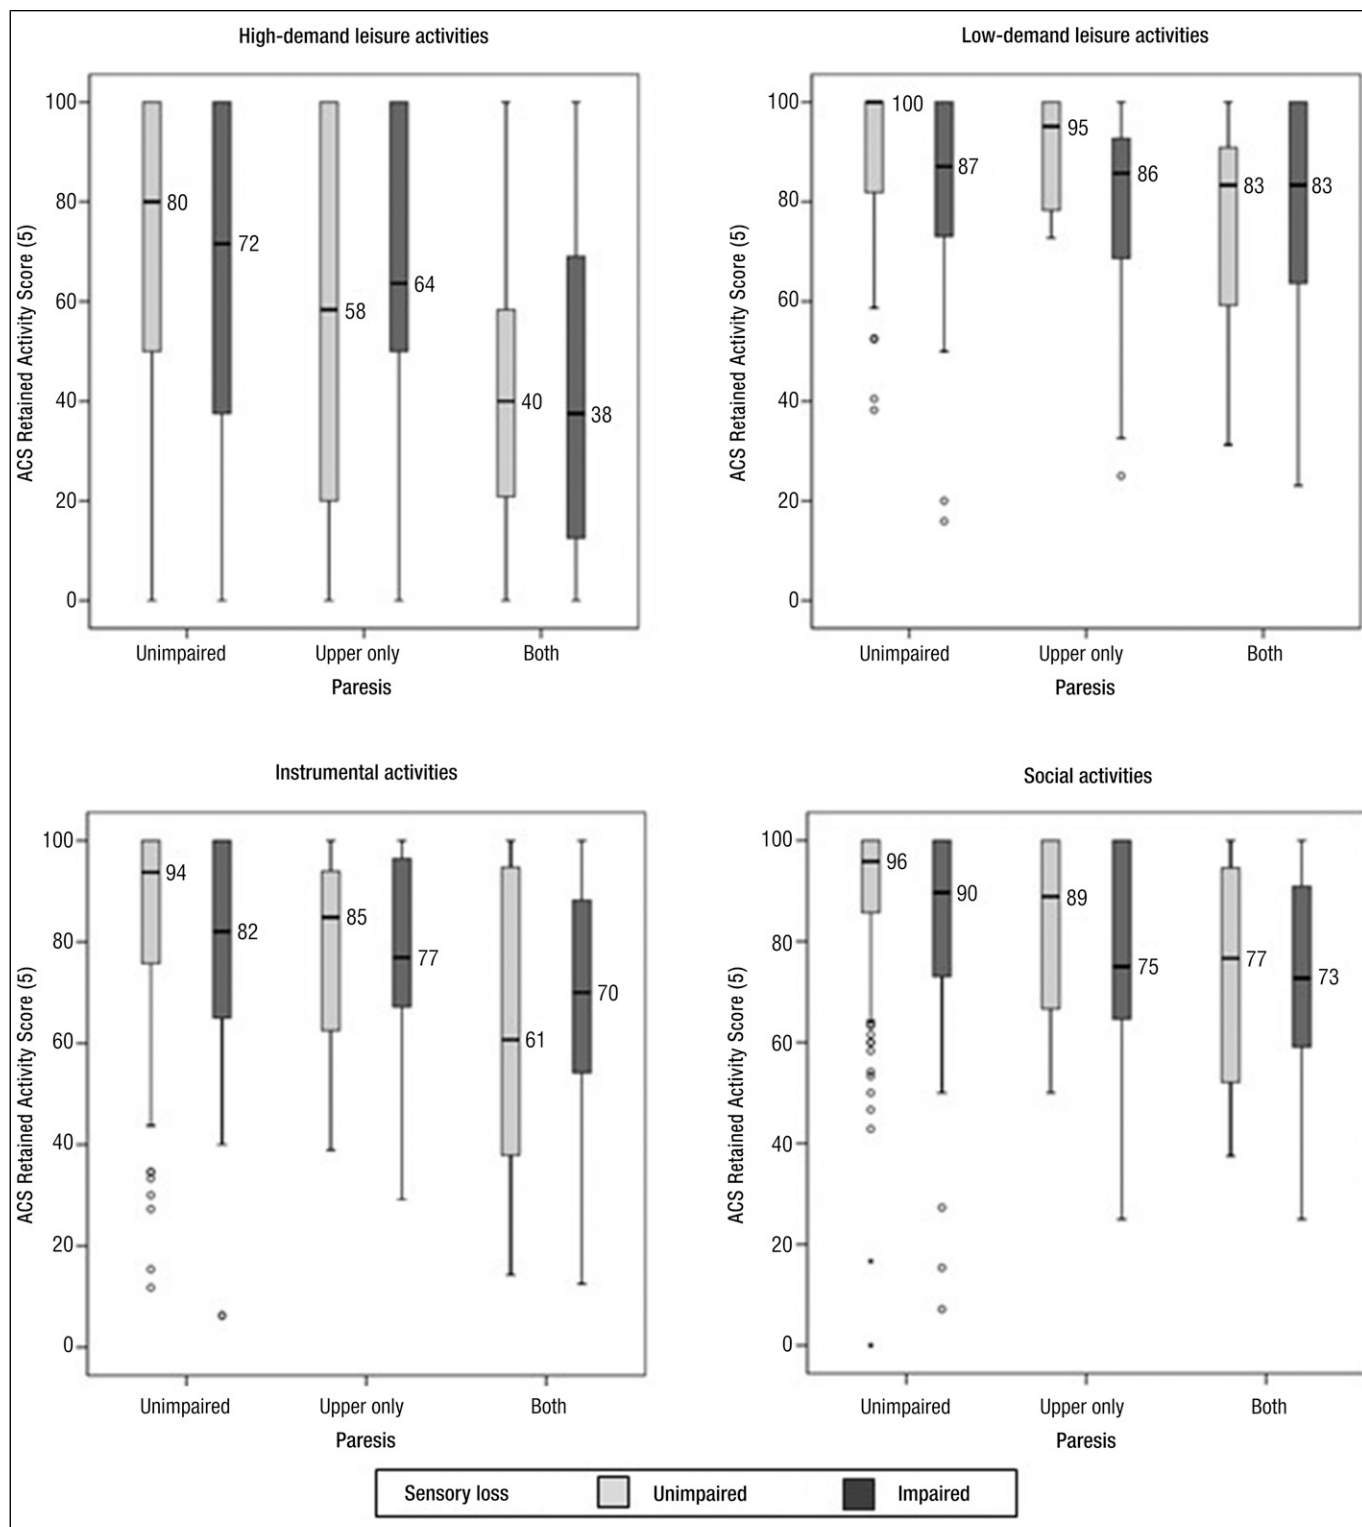 High-demand leisure activities
ACS Retained Activity Score (5)
100
80
60
40
20
0
80
72
58
64
40
38
Unimpaired
Upper only
Both
Paresis
Low-demand leisure activities
ACS Retained Activity Score (5)
100
80
60
40
20
0
100
87
95
86
83
83
Unimpaired
Upper only
Both
Paresis
Instrumental activities
ACS Retained Activity Score (5)
100
80
60
40
20
0
94
82
85
77
61
70
Unimpaired
Upper only
Both
Paresis
Social activities
ACS Retained Activity Score (5)
100
80
60
40
20
0
96
90
89
75
77
73
Unimpaired
Upper only
Both
Paresis
Sensory loss Unimpaired Impaired